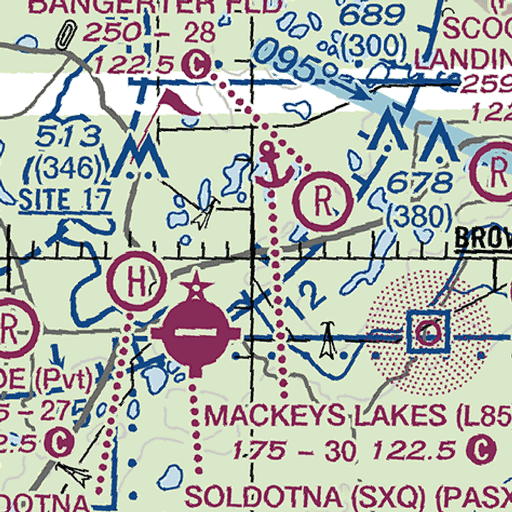 BANGERTER FLD
250 - 28
122.5 C
689
(300)
095°
SCOO
LANDIN
259
122
513
(346)
SITE 17
R
R
678
(380)
BROW
H
12
R
DE (Pvt)
5 - 275
2.5 C
MACKEYS LAKES (L85
175 - 30 122.5 C
DOTNA
SOLDOTNA (SXQ) (PASX